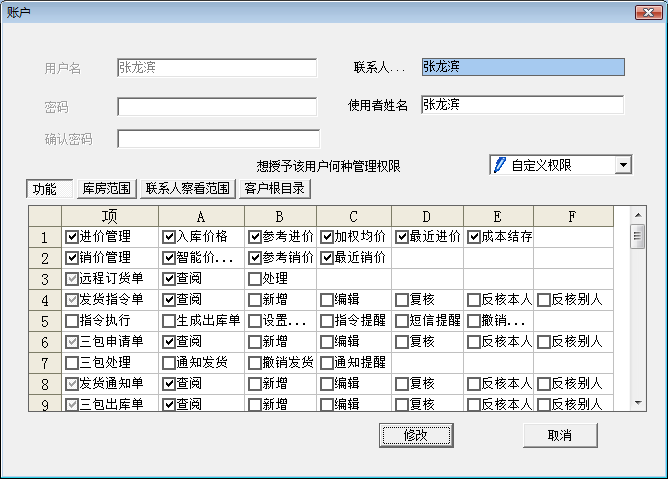 账户
用户名 张龙滨 联系人... 张龙滨
密码 使用者姓名 张龙滨
确认密码
想授予该用户何种管理权限 自定义权限
功能 库房范围 联系人察看范围 客户根目录
项 A B C D E F
1 进价管理 入库价格 参考进价 加权均价 最近进价 成本结存
2 销价管理 智能价... 参考销价 最近销价
3 远程订货单 查阅 处理
4 发货指令单 查阅 新增 编辑 复核 反核本人 反核别人
5 指令执行 生成出库单 设置... 指令提醒 短信提醒 撤销...
6 三包申请单 查阅 新增 编辑 复核 反核本人 反核别人
7 三包处理 通知发货 撤销发货 通知提醒
8 发货通知单 查阅 新增 编辑 复核 反核本人 反核别人
9 三包出库单 查阅 新增 编辑 复核 反核本人 反核别人
修改 取消